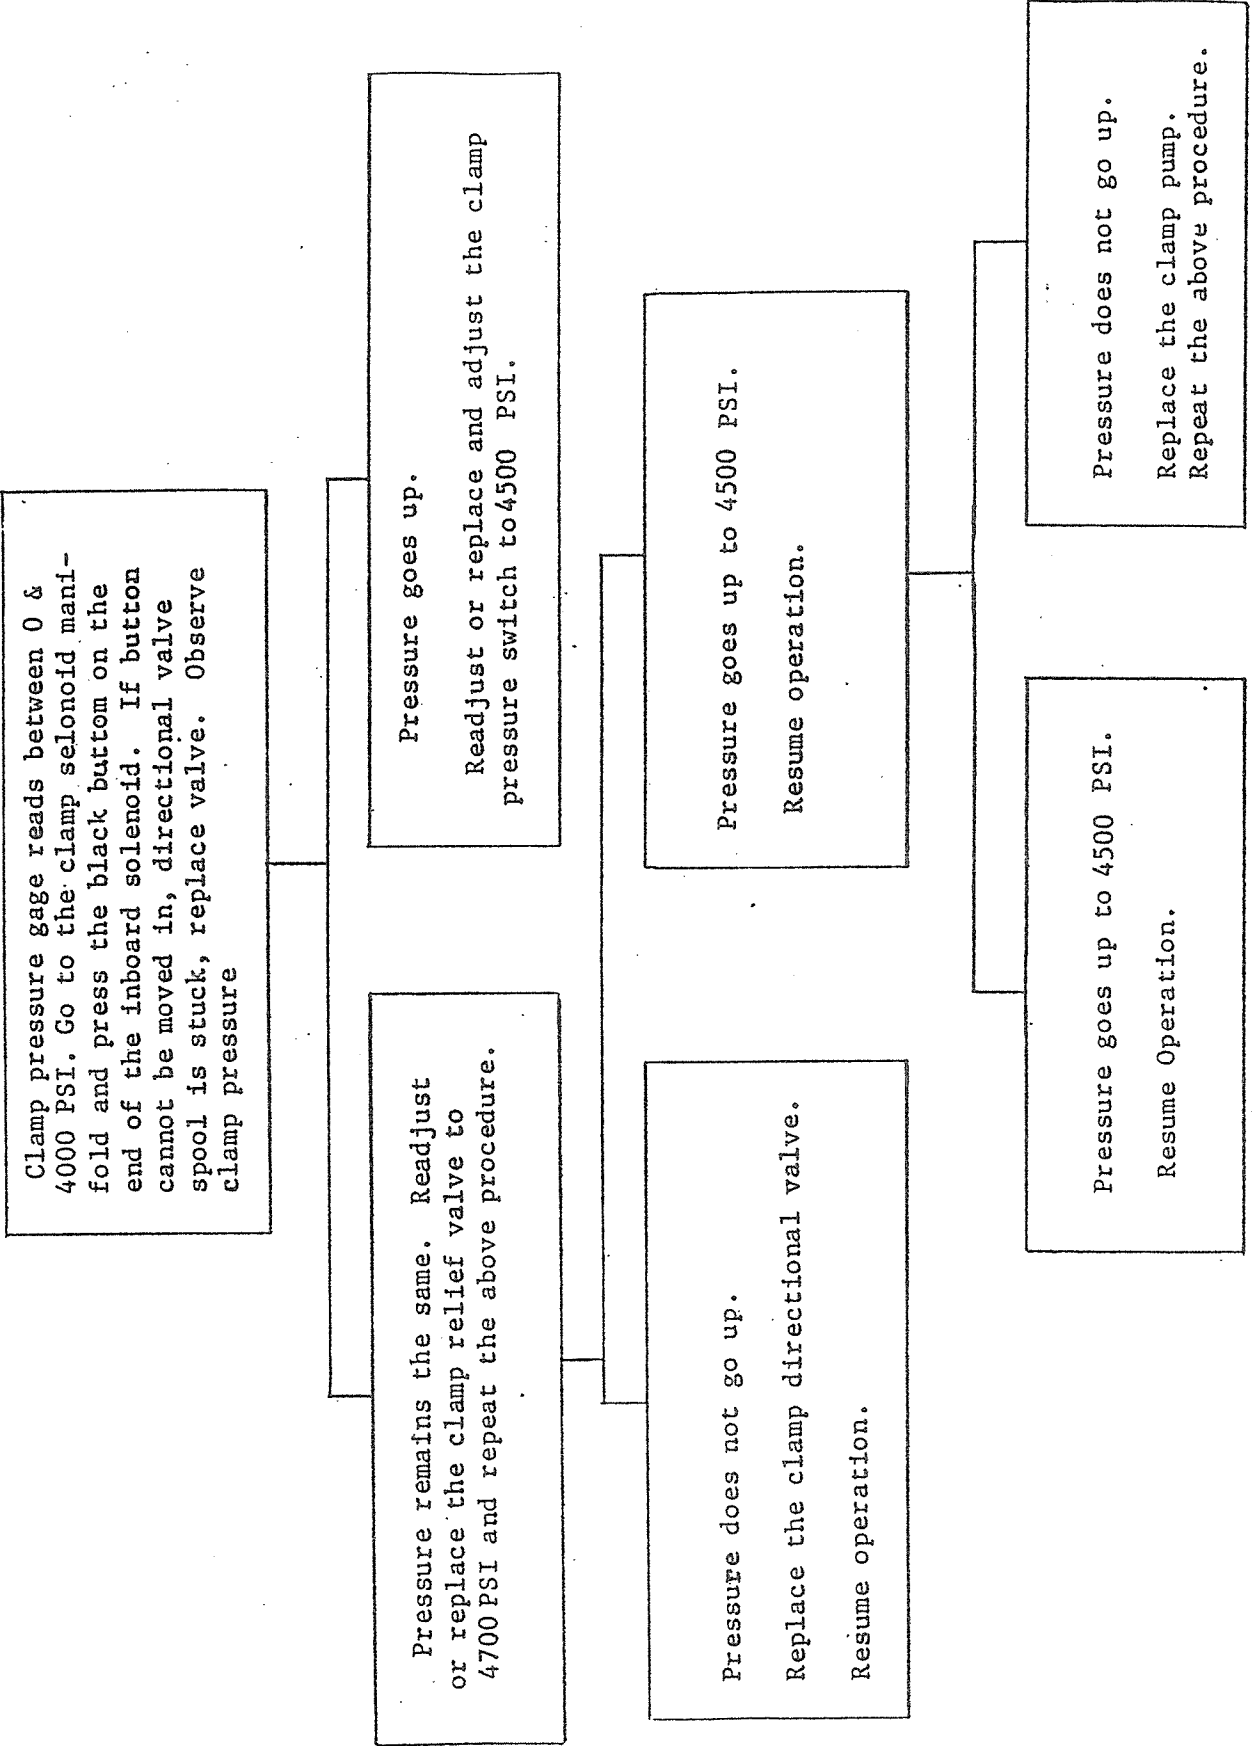 Clamp pressure gage reads between 0 &
4000 PSI. Go to the clamp selonoid mani-
fold and press the black buttom on the
end of the inboard solenoid. If button
cannot be moved in, directional valve
spool is stuck, replace valve. Observe
clamp pressure
Pressure remains the same. Readjust
or replace the clamp relief valve to
4700 PSI and repeat the above procedure.
Pressure goes up.
Readjust or replace and adjust the clamp
pressure switch to 4500 PSI.
Pressure does not go up.
Replace the clamp directional valve.
Resume operation.
Pressure goes up to 4500 PSI.
Resume operation.
Pressure goes up to 4500 PSI.
Resume Operation.
Pressure does not go up.
Replace the clamp pump.
Repeat the above procedure.